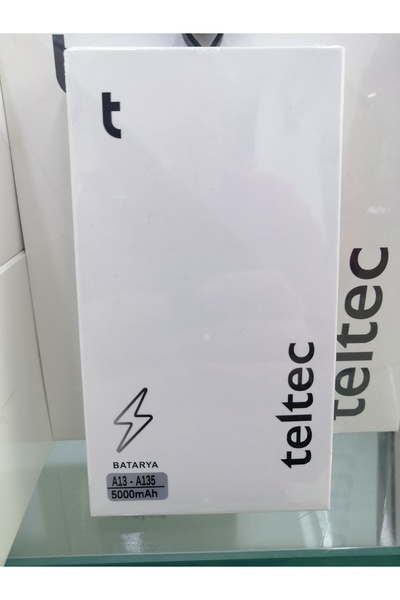 t
teltec
teltec
BATARYA
A13 - A135
5000mAh